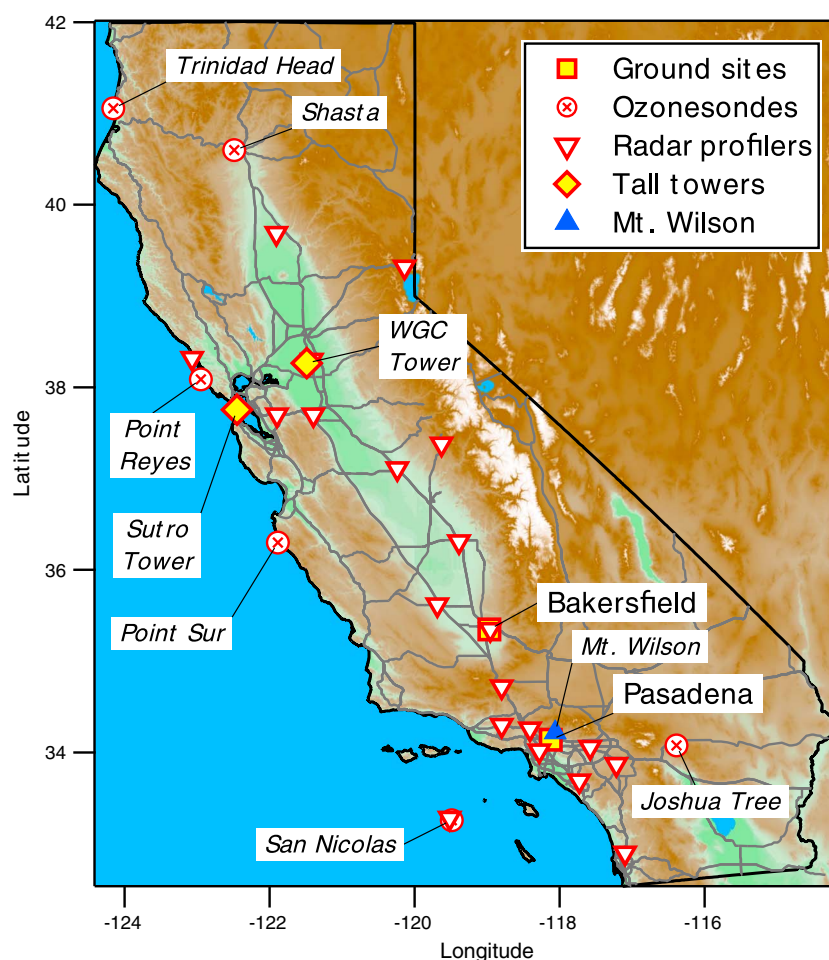 42
40
38
36
34
Latitude
-124
-122
-120
-118
-116
Longitude
Ground sites
Ozonesondes
Radar profilers
Tall towers
Mt. Wilson
Trinidad Head
Shasta
WGC
Tower
Point
Reyes
Sutro
Tower
Point Sur
Bakersfield
Mt. Wilson
Pasadena
Joshua Tree
San Nicolas